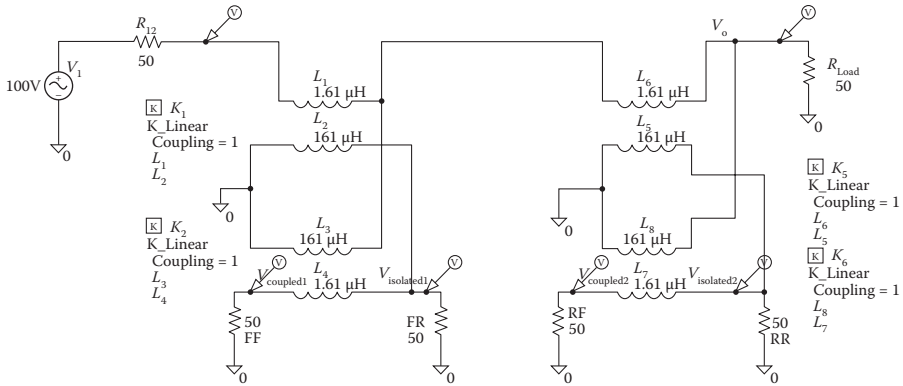 V
R12
50
V
V
Vo
V1
100V
0
L1
1.61 μH
L6
1.61 μH
RLoad
50
0
K K1
K_Linear
Coupling = 1
L1
L2
L2
161 μH
L5
161 μH
0
0
K K5
K_Linear
Coupling = 1
L6
L5
K K2
K_Linear
Coupling = 1
L3
L4
L3
161 μH
L8
161 μH
K K6
K_Linear
Coupling = 1
L8
L7
V
Vcoupled1
L4
1.61 μH
Visolated1
V
V
Vcoupled2
L7
1.61 μH
Visolated2
V
50
FF
0
FR
50
0
RF
50
0
50
RR
0